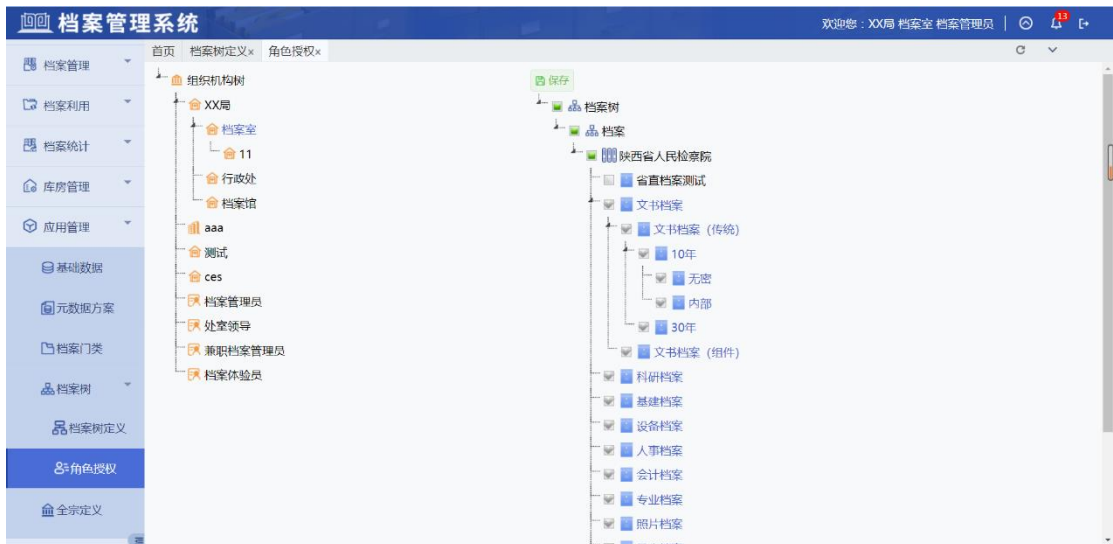 档案管理系统
欢迎您：XX局 档案室 档案管理员
13
首页 档案树定义× 角色授权×
档案管理
档案利用
档案统计
库房管理
应用管理
基础数据
元数据方案
档案门类
档案树
档案树定义
角色授权
全宗定义
组织机构树
XX局
档案室
11
行政处
档案馆
aaa
测试
ces
档案管理员
处室领导
兼职档案管理员
档案体验员
保存
档案树
档案
陕西省人民检察院
省直档案测试
文书档案
文书档案（传统）
10年
无密
内部
30年
文书档案（组件）
科研档案
基建档案
设备档案
人事档案
会计档案
专业档案
照片档案